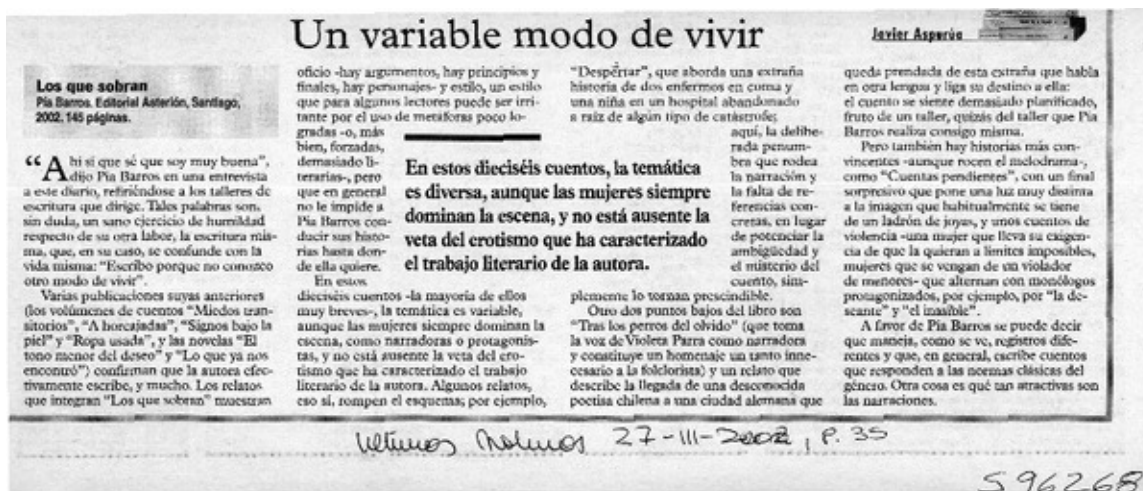 Un variable modo de vivir
Javier Aspurúa
Los que sobran
Pía Barros. Editorial Asterión, Santiago,
2002. 145 páginas.
“Ahí sí que sé que soy muy buena”,
dijo Pía Barros en una entrevista
a este diario, refiriéndose a los talleres de
escritura que dirige. Tales palabras son,
sin duda, un sano ejercicio de humildad
respecto de su otra labor, la escritura mis-
ma, que, en su caso, se confunde con la
vida misma: “Escribo porque no conozco
otro modo de vivir”.
Varias publicaciones suyas anteriores
(los volúmenes de cuentos “Miedos tran-
sitorios”, “A horcajadas”, “Signos bajo la
piel” y “Ropa usada”, y las novelas “El
tono menor del deseo” y “Lo que ya nos
encontró”) confirman que la autora efec-
tivamente escribe, y mucho. Los relatos
que integran “Los que sobran” muestran
oficio -hay argumentos, hay principios y
finales, hay personajes- y estilo, un estilo
que para algunos lectores puede ser irri-
tante por el uso de metáforas poco lo-
gradas -o, más
bien, forzadas,
demasiado li-
terarias-, pero
que en general
no le impide a
Pía Barros con-
ducir sus histo-
rias hasta don-
de ella quiere.
En estos
dieciséis cuentos -la mayoría de ellos
muy breves-, la temática es variable,
aunque las mujeres siempre dominan la
escena, como narradoras o protagonis-
tas, y no está ausente la veta del ero-
tismo que ha caracterizado el trabajo
literario de la autora. Algunos relatos,
eso sí, rompen el esquema; por ejemplo,
En estos dieciséis cuentos, la temática
es diversa, aunque las mujeres siempre
dominan la escena, y no está ausente la
veta del erotismo que ha caracterizado
el trabajo literario de la autora.
“Despertar”, que aborda una extraña
historia de dos enfermos en coma y
una niña en un hospital abandonado
a raíz de algún tipo de catástrofe;
aquí, la delibe-
rada penum-
bra que rodea
la narración y
la falta de re-
ferencias con-
cretas, en lugar
de potenciar la
ambigüedad y
el misterio del
cuento, sim-
plemente lo tornan prescindible.
Otro dos puntos bajos del libro son
“Tras los perros del olvido” (que toma
la voz de Violeta Parra como narradora
y constituye un homenaje un tanto inne-
cesario a la folclorista) y un relato que
describe la llegada de una desconocida
poetisa chilena a una ciudad alemana que
queda prendada de esta extraña que habla
en otra lengua y liga su destino a ella:
el cuento se siente demasiado planificado,
fruto de un taller, quizás del taller que Pía
Barros realiza consigo misma.
Pero también hay historias más con-
vincentes -aunque rocen el melodrama-,
como “Cuentas pendientes”, con un final
sorpresivo que pone una luz muy distinta
a la imagen que habitualmente se tiene
de un ladrón de joyas, y unos cuentos de
violencia -una mujer que lleva su exigen-
cia de que la quieran a límites imposibles,
mujeres que se vengan de un violador
de menores- que alternan con monólogos
protagonizados, por ejemplo, por “la de-
seante” y “el inasible”.
A favor de Pía Barros se puede decir
que maneja, como se ve, registros dife-
rentes y que, en general, escribe cuentos
que responden a las normas clásicas del
género. Otra cosa es qué tan atractivas son
las narraciones.
27-III-2002, p. 35
596268